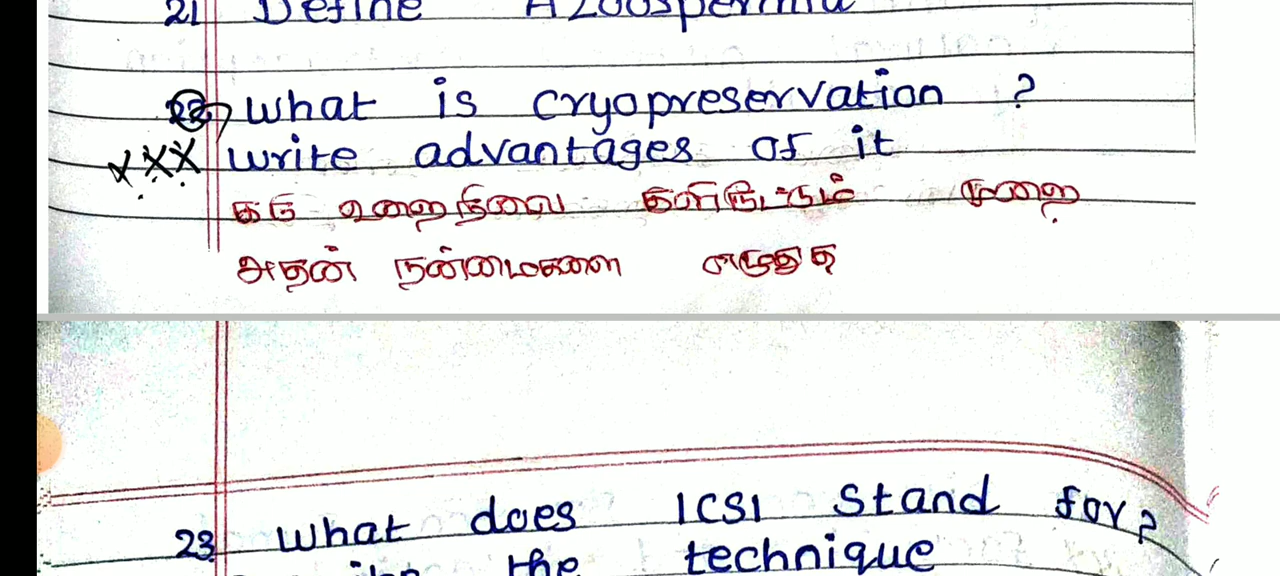 21 Define Azoospermia
22) What is cryopreservation ?
XXX Write advantages of it
கடு உறைநிலை குளிரூட்டும் முறை
அதன் நன்மைகளை எழுதுக
23 What does ICSI Stand for?
the technique